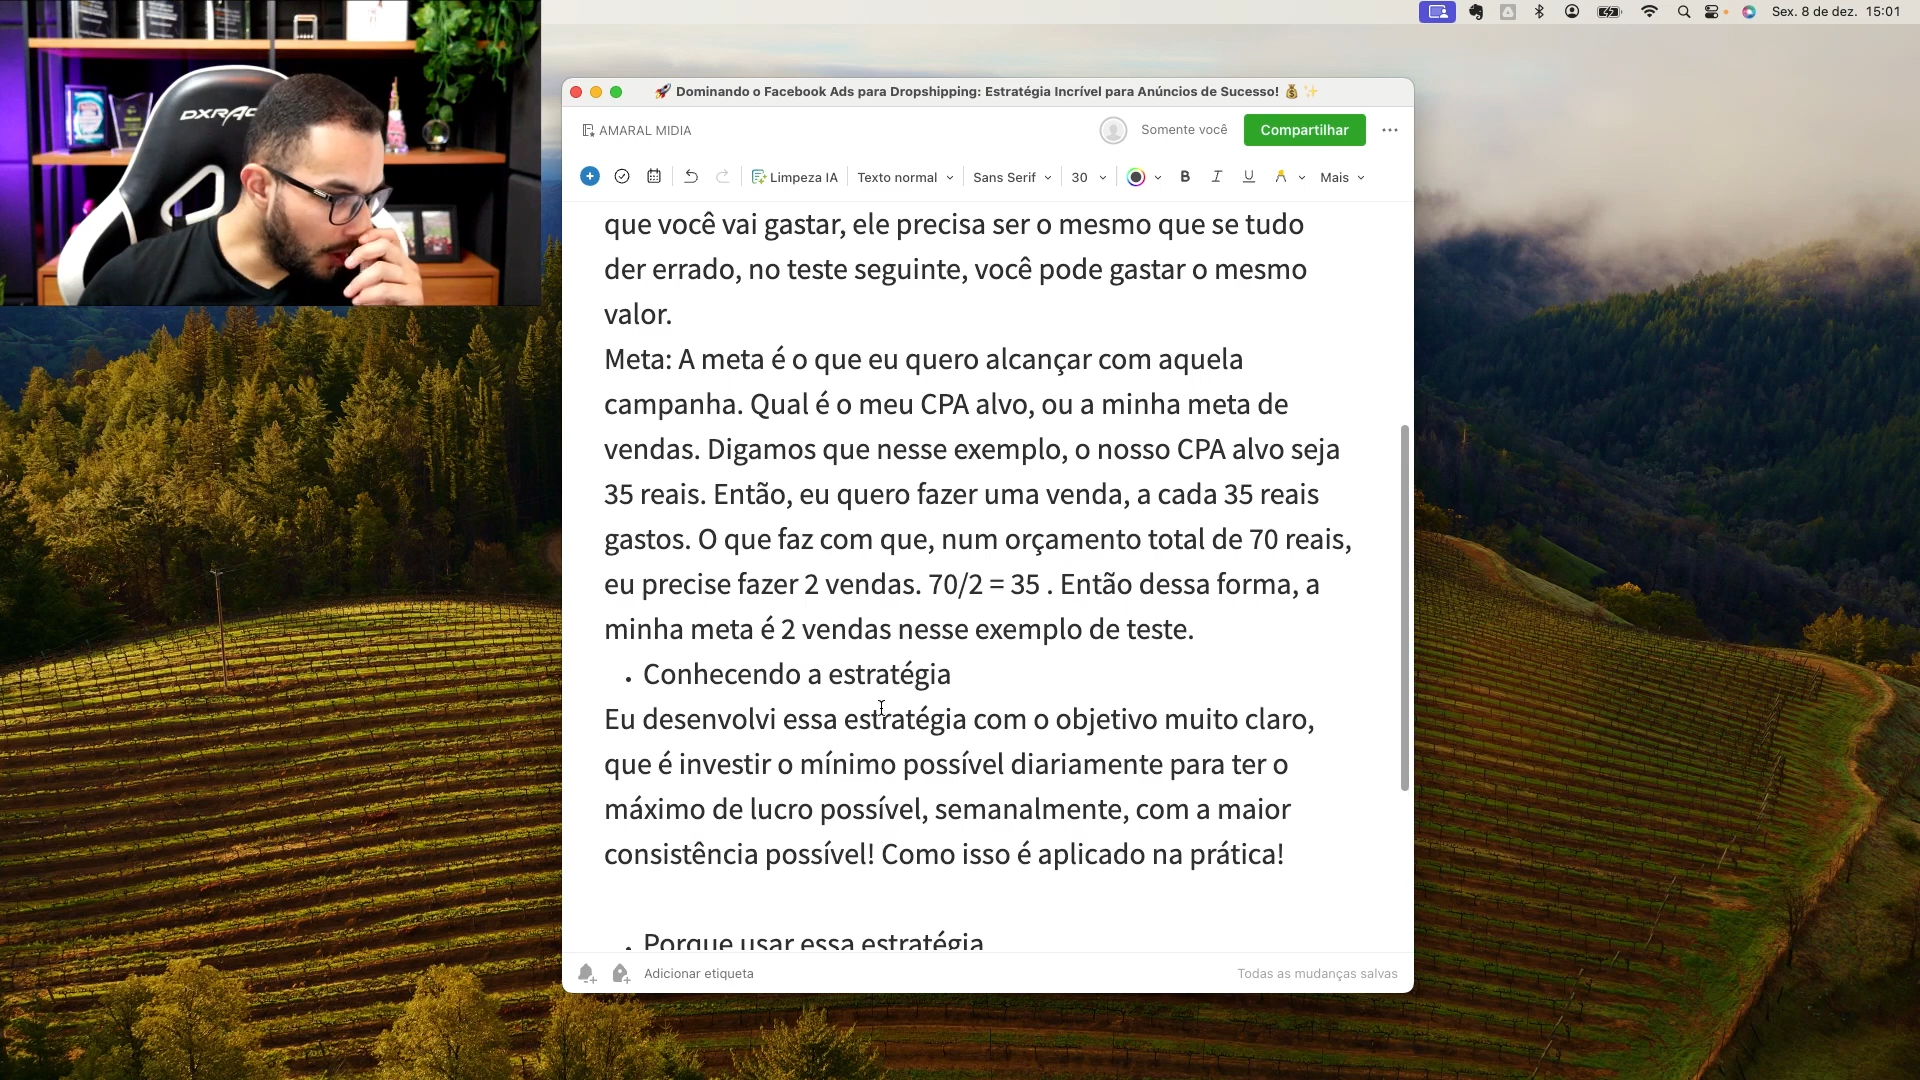 Sex. 8 de dez. 15:01
DXRAC
🚀 Dominando o Facebook Ads para Dropshipping: Estratégia Incrível para Anúncios de Sucesso! 💰 ✨
AMARAL MIDIA
Somente você
Compartilhar
Limpeza IA
Texto normal
Sans Serif
30
B
I
U
A
Mais
que você vai gastar, ele precisa ser o mesmo que se tudo
der errado, no teste seguinte, você pode gastar o mesmo
valor.
Meta: A meta é o que eu quero alcançar com aquela
campanha. Qual é o meu CPA alvo, ou a minha meta de
vendas. Digamos que nesse exemplo, o nosso CPA alvo seja
35 reais. Então, eu quero fazer uma venda, a cada 35 reais
gastos. O que faz com que, num orçamento total de 70 reais,
eu precise fazer 2 vendas. 70/2 = 35 . Então dessa forma, a
minha meta é 2 vendas nesse exemplo de teste.
• Conhecendo a estratégia
Eu desenvolvi essa estratégia com o objetivo muito claro,
que é investir o mínimo possível diariamente para ter o
máximo de lucro possível, semanalmente, com a maior
consistência possível! Como isso é aplicado na prática!
• Porque usar essa estratégia
Adicionar etiqueta
Todas as mudanças salvas